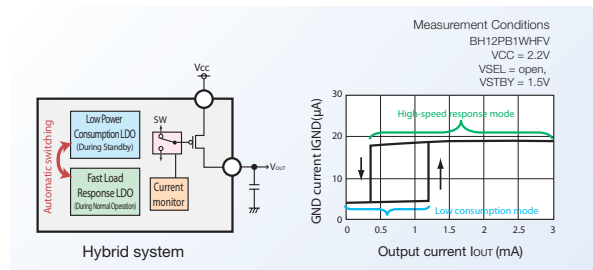 Measurement Conditions
BH12PB1WHFV
VCC = 2.2V
VSEL = open,
VSTBY = 1.5V
Vcc
Low Power
Consumption LDO
(During Standby)
SW
Automatic switching
Fast Load
Response LDO
(During Normal Operation)
Current
monitor
VOUT
Hybrid system
GND current IGND(μA)
30
20
10
0
High-speed response mode
Low consumption mode
0 0.5 1 1.5 2 2.5 3
Output current IOUT (mA)